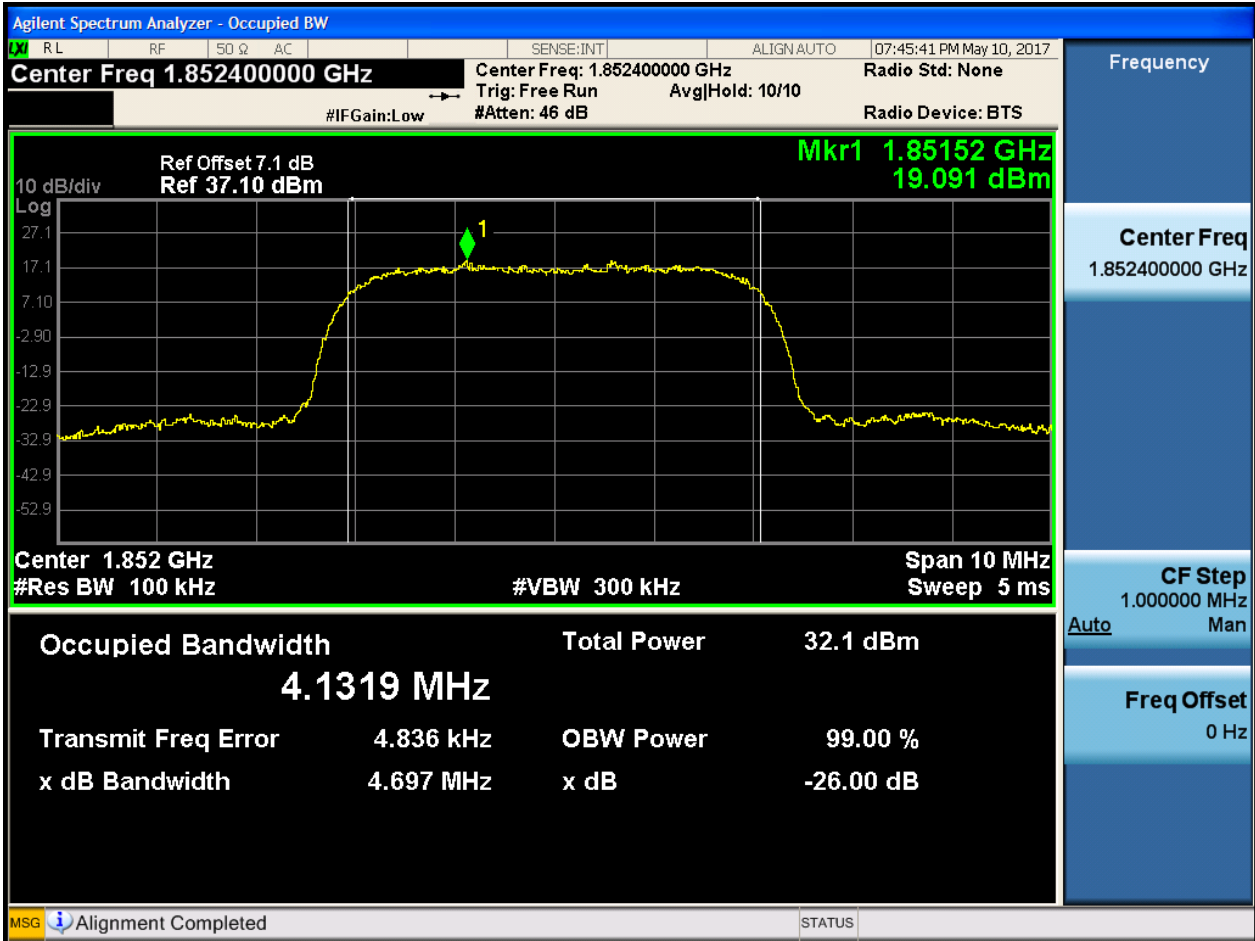 Agilent Spectrum Analyzer - Occupied BW
LXI RL RF 50 Ω AC SENSE:INT ALIGN AUTO 07:45:41 PM May 10, 2017
Center Freq 1.852400000 GHz
Center Freq: 1.852400000 GHz Radio Std: None
Trig: Free Run Avg|Hold: 10/10
#IFGain:Low #Atten: 46 dB Radio Device: BTS
Mkr1 1.85152 GHz
19.091 dBm
Ref Offset 7.1 dB
10 dB/div Ref 37.10 dBm
Log
27.1
17.1
7.10
-2.90
-12.9
-22.9
-32.9
-42.9
-52.9
1
Center 1.852 GHz Span 10 MHz
#Res BW 100 kHz #VBW 300 kHz Sweep 5 ms
Occupied Bandwidth Total Power 32.1 dBm
4.1319 MHz
Transmit Freq Error 4.836 kHz OBW Power 99.00 %
x dB Bandwidth 4.697 MHz x dB -26.00 dB
Frequency
Center Freq
1.852400000 GHz
CF Step
1.000000 MHz
Auto Man
Freq Offset
0 Hz
MSG Alignment Completed STATUS